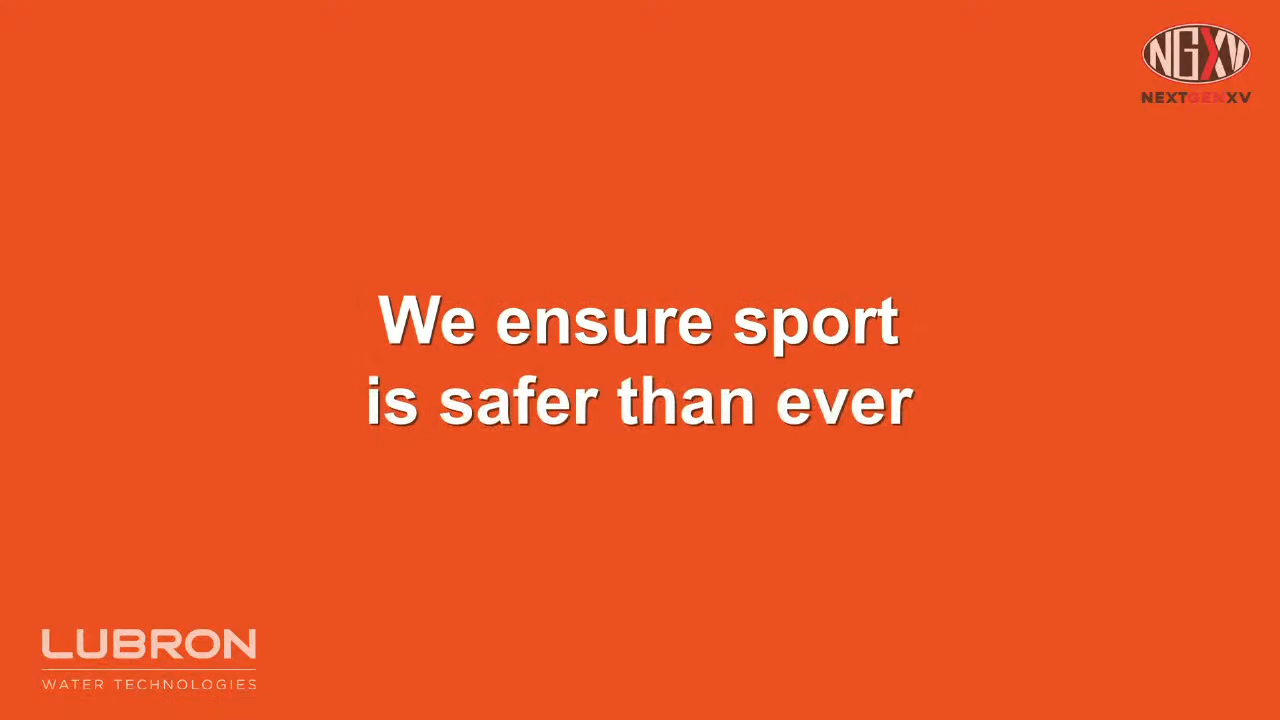 NGXV
NEXTGENXV
We ensure sport
is safer than ever
LUBRON
WATER TECHNOLOGIES